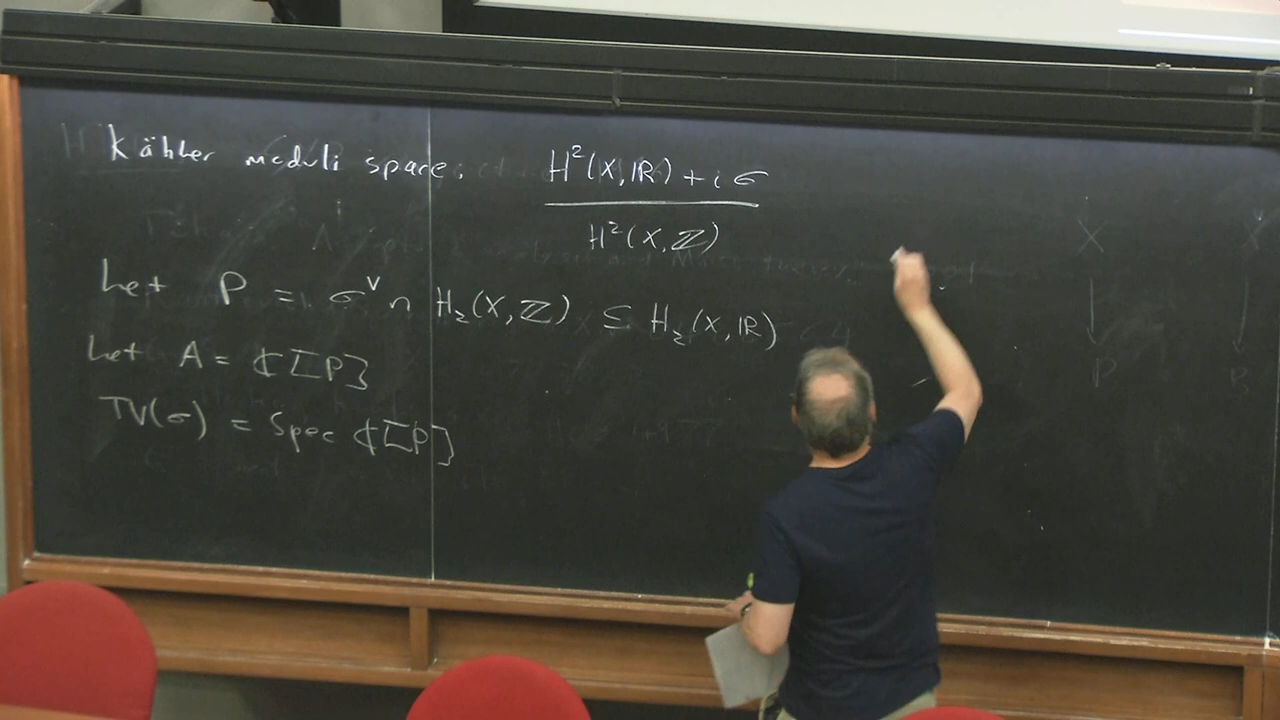 Kähler moduli space: H²(X,ℝ) + iσ
H²(X,ℤ)
Let P = σ^∨ ∩ H₂(X,ℤ) ⊆ H₂(X,ℝ)
Let A = ℂ[P]
TV(σ) = Spec ℂ[P]